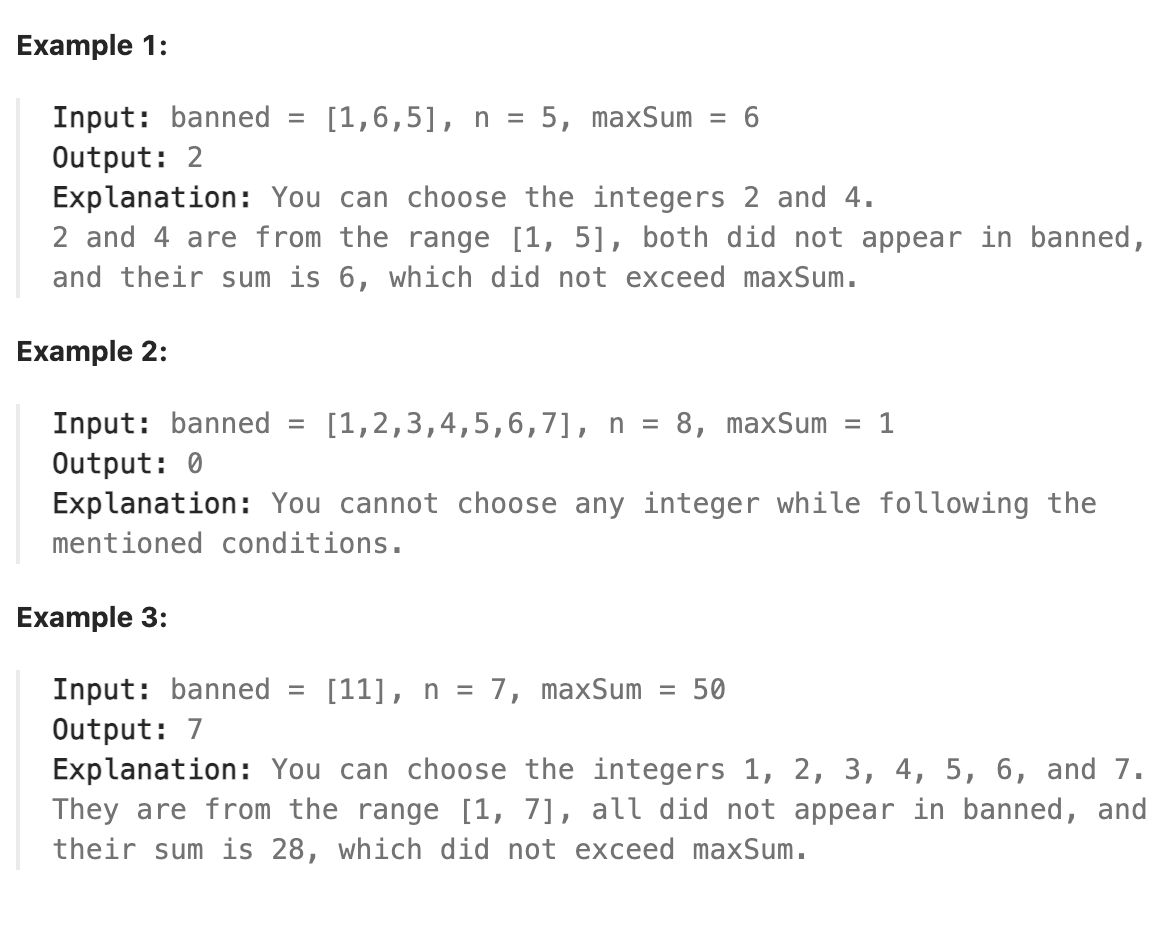 Example 1:
Input: banned = [1,6,5], n = 5, maxSum = 6
Output: 2
Explanation: You can choose the integers 2 and 4.
2 and 4 are from the range [1, 5], both did not appear in banned,
and their sum is 6, which did not exceed maxSum.
Example 2:
Input: banned = [1,2,3,4,5,6,7], n = 8, maxSum = 1
Output: 0
Explanation: You cannot choose any integer while following the
mentioned conditions.
Example 3:
Input: banned = [11], n = 7, maxSum = 50
Output: 7
Explanation: You can choose the integers 1, 2, 3, 4, 5, 6, and 7.
They are from the range [1, 7], all did not appear in banned, and
their sum is 28, which did not exceed maxSum.